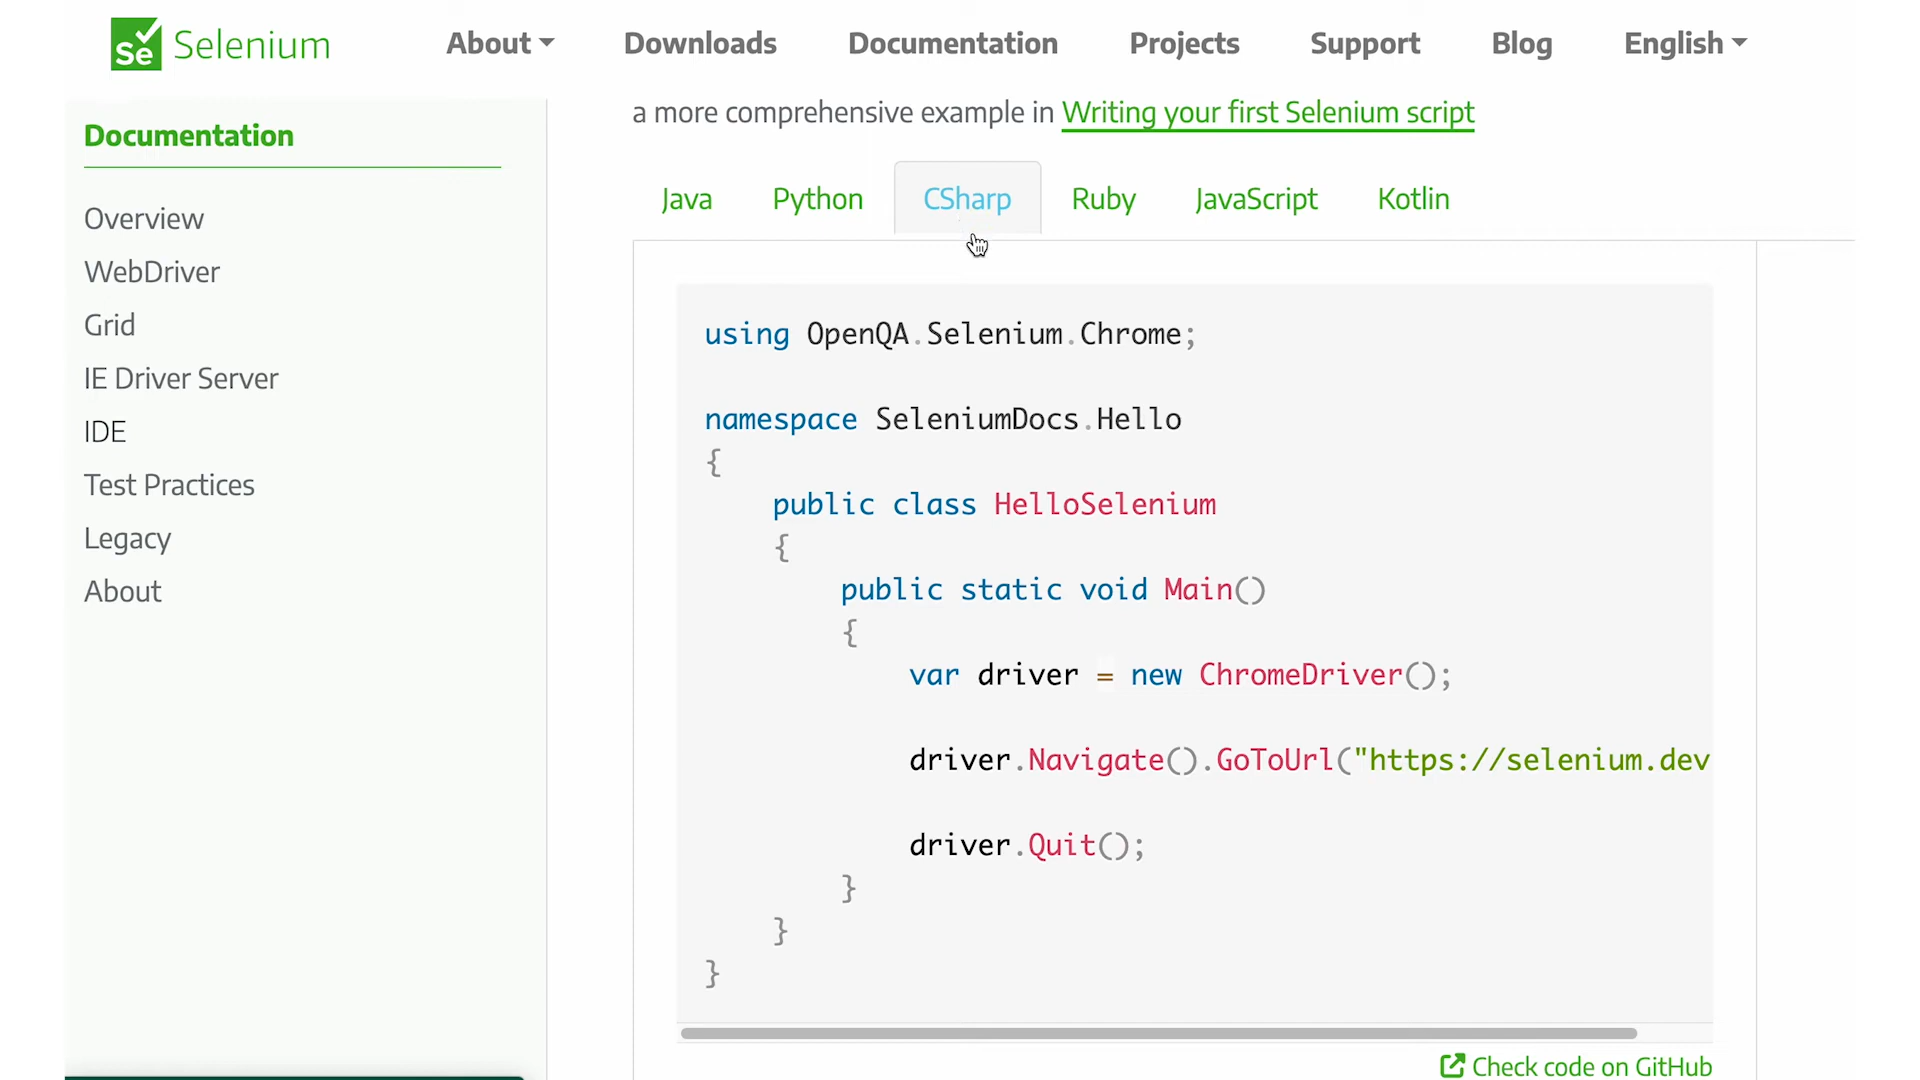 Se Selenium About Downloads Documentation Projects Support Blog English
a more comprehensive example in Writing your first Selenium script
Documentation
Overview
WebDriver
Grid
IE Driver Server
IDE
Test Practices
Legacy
About
Java Python CSharp Ruby JavaScript Kotlin
using OpenQA.Selenium.Chrome;
namespace SeleniumDocs.Hello
{
    public class HelloSelenium
    {
        public static void Main()
        {
            var driver = new ChromeDriver();
            driver.Navigate().GoToUrl("https://selenium.dev
            driver.Quit();
        }
    }
}
Check code on GitHub